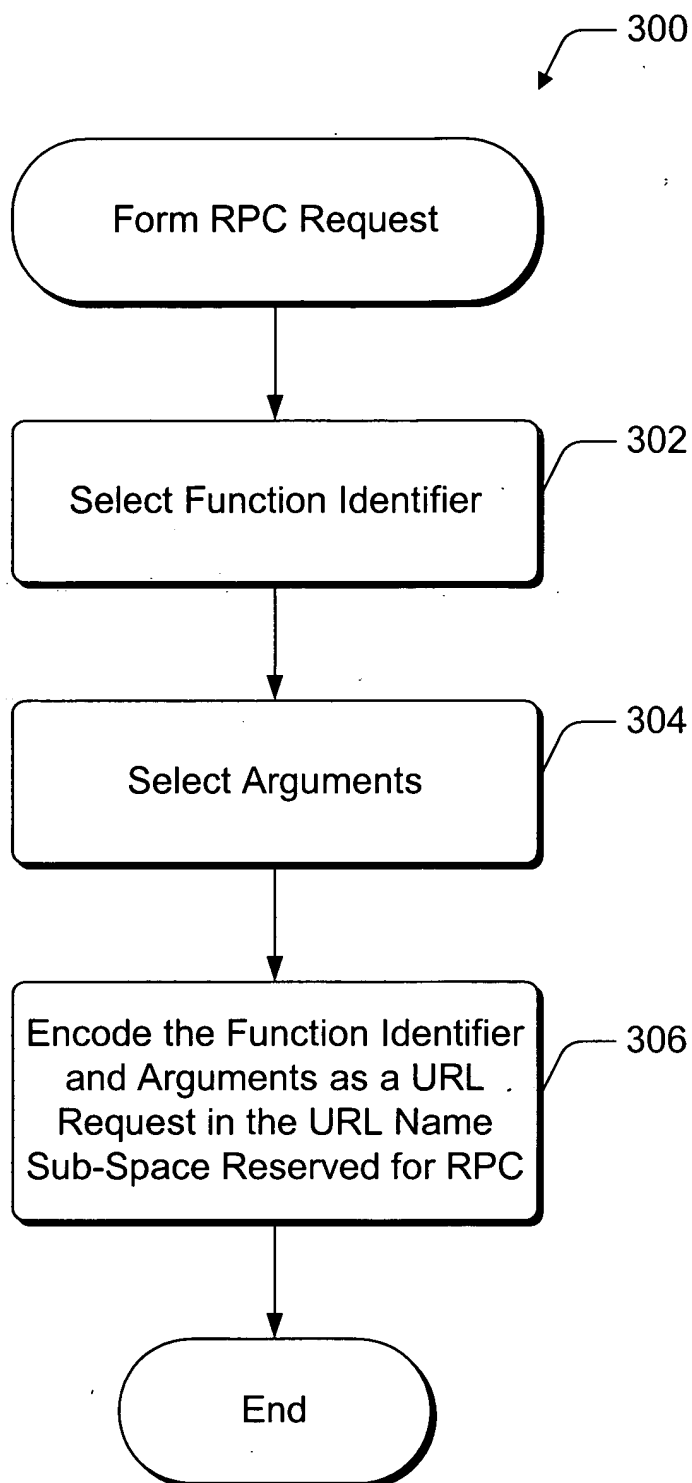 300
Form RPC Request
302
Select Function Identifier
304
Select Arguments
306
Encode the Function Identifier
and Arguments as a URL
Request in the URL Name
Sub-Space Reserved for RPC
End